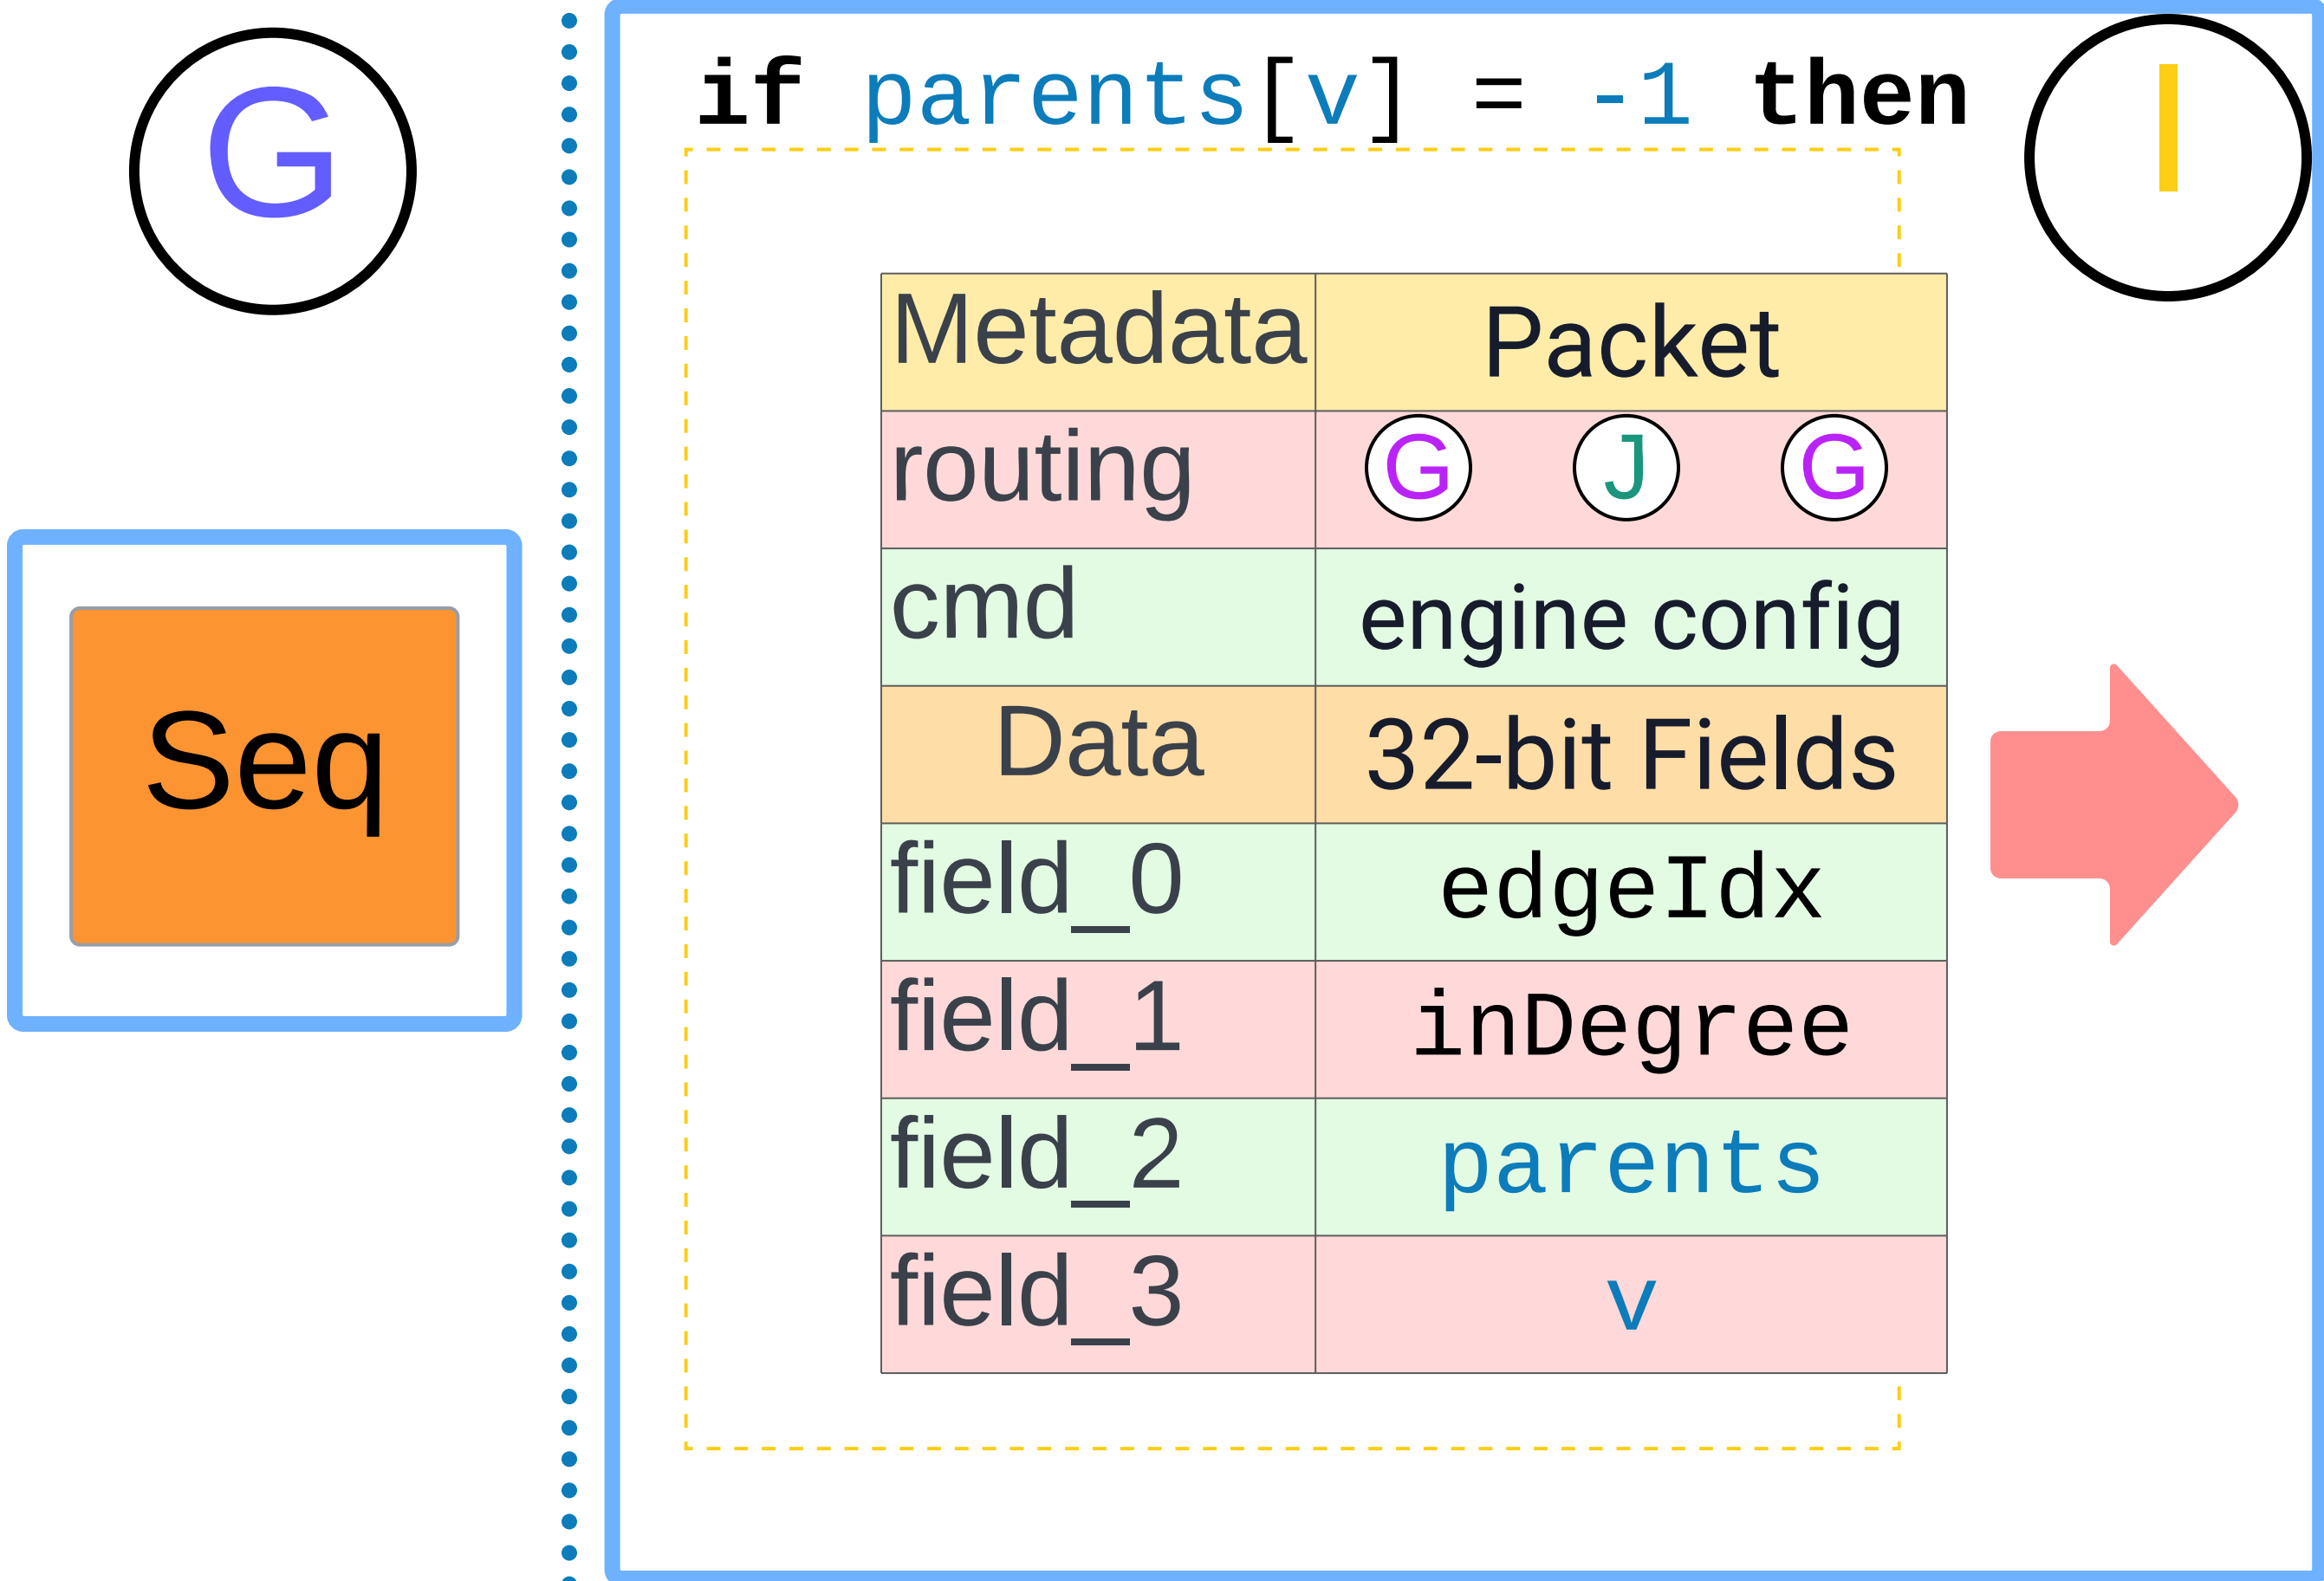 G
Seq
if parents[v] = -1 then
I
Metadata Packet
routing G J G
cmd engine config
Data 32-bit Fields
field_0 edgeIdx
field_1 inDegree
field_2 parents
field_3 v